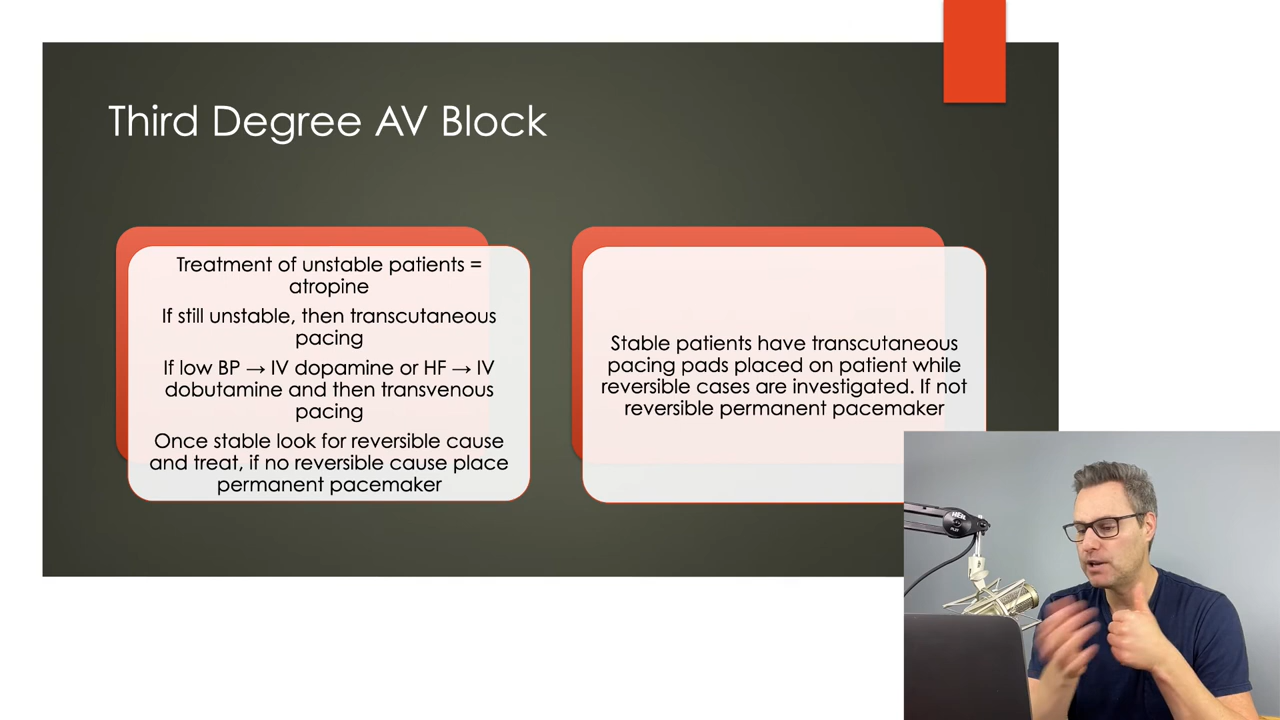 Third Degree AV Block
Treatment of unstable patients =
atropine
If still unstable, then transcutaneous
pacing
If low BP → IV dopamine or HF → IV
dobutamine and then transvenous
pacing
Once stable look for reversible cause
and treat, if no reversible cause place
permanent pacemaker
Stable patients have transcutaneous
pacing pads placed on patient while
reversible cases are investigated. If not
reversible permanent pacemaker
HEIL